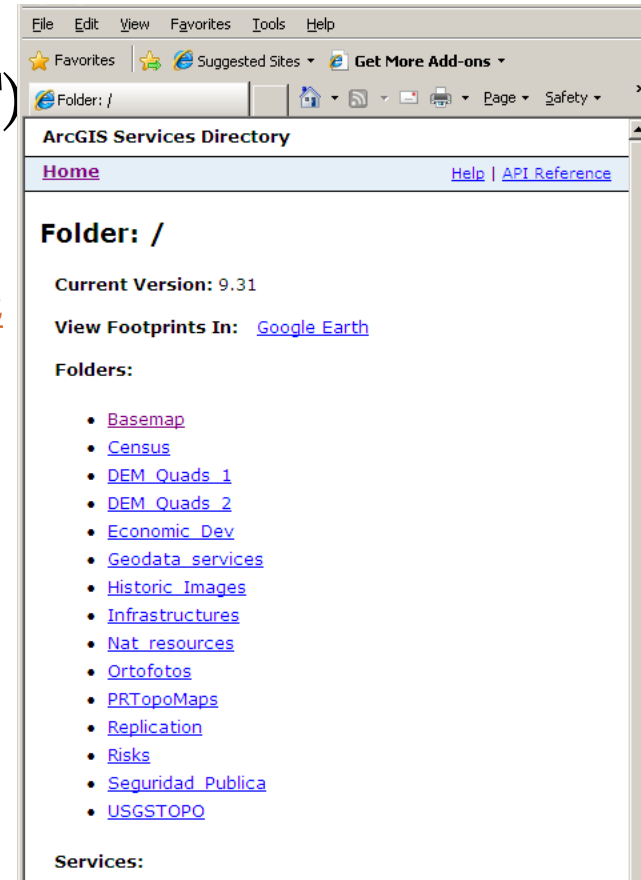 File Edit View Favorites Tools Help
Favorites Suggested Sites Get More Add-ons
Folder: / Page Safety »
)
ArcGIS Services Directory
Home Help | API Reference
Folder: /
Current Version: 9.31
View Footprints In: Google Earth
Folders:
• Basemap
• Census
• DEM_Quads_1
• DEM_Quads_2
• Economic_Dev
• Geodata_services
• Historic_Images
• Infrastructures
• Nat_resources
• Ortofotos
• PRTopoMaps
• Replication
• Risks
• Seguridad_Publica
• USGSTOPO
Services: